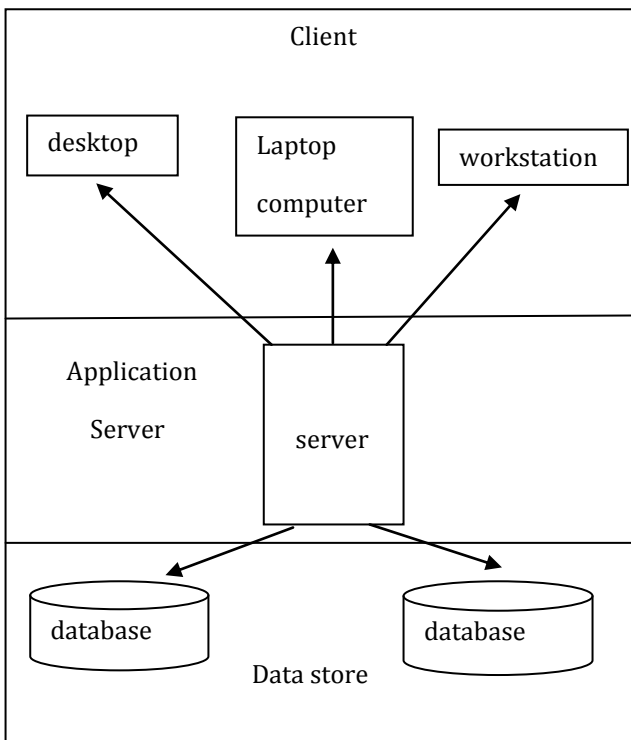 Client
desktop
Laptop
computer
workstation
Application
Server
server
database
database
Data store